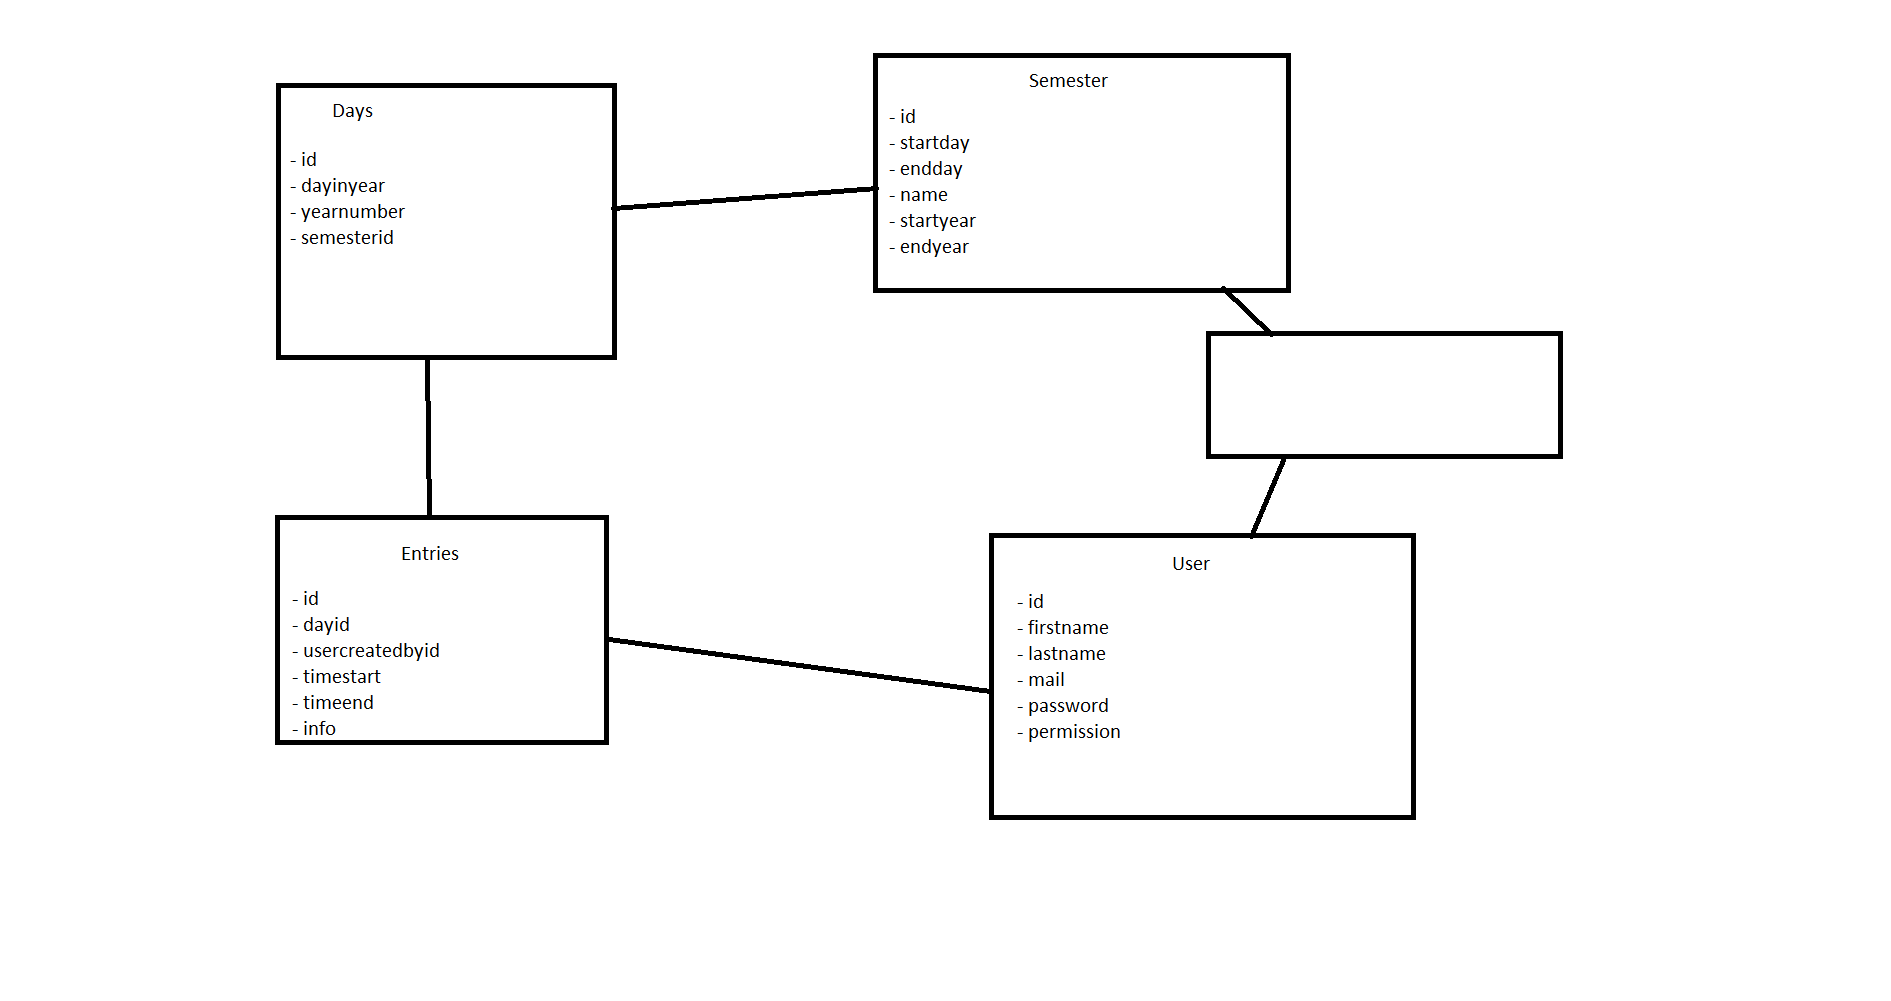 Days
- id
- dayinyear
- yearnumber
- semesterid
Semester
- id
- startday
- endday
- name
- startyear
- endyear
Entries
- id
- dayid
- usercreatedbyid
- timestart
- timeend
- info
User
- id
- firstname
- lastname
- mail
- password
- permission